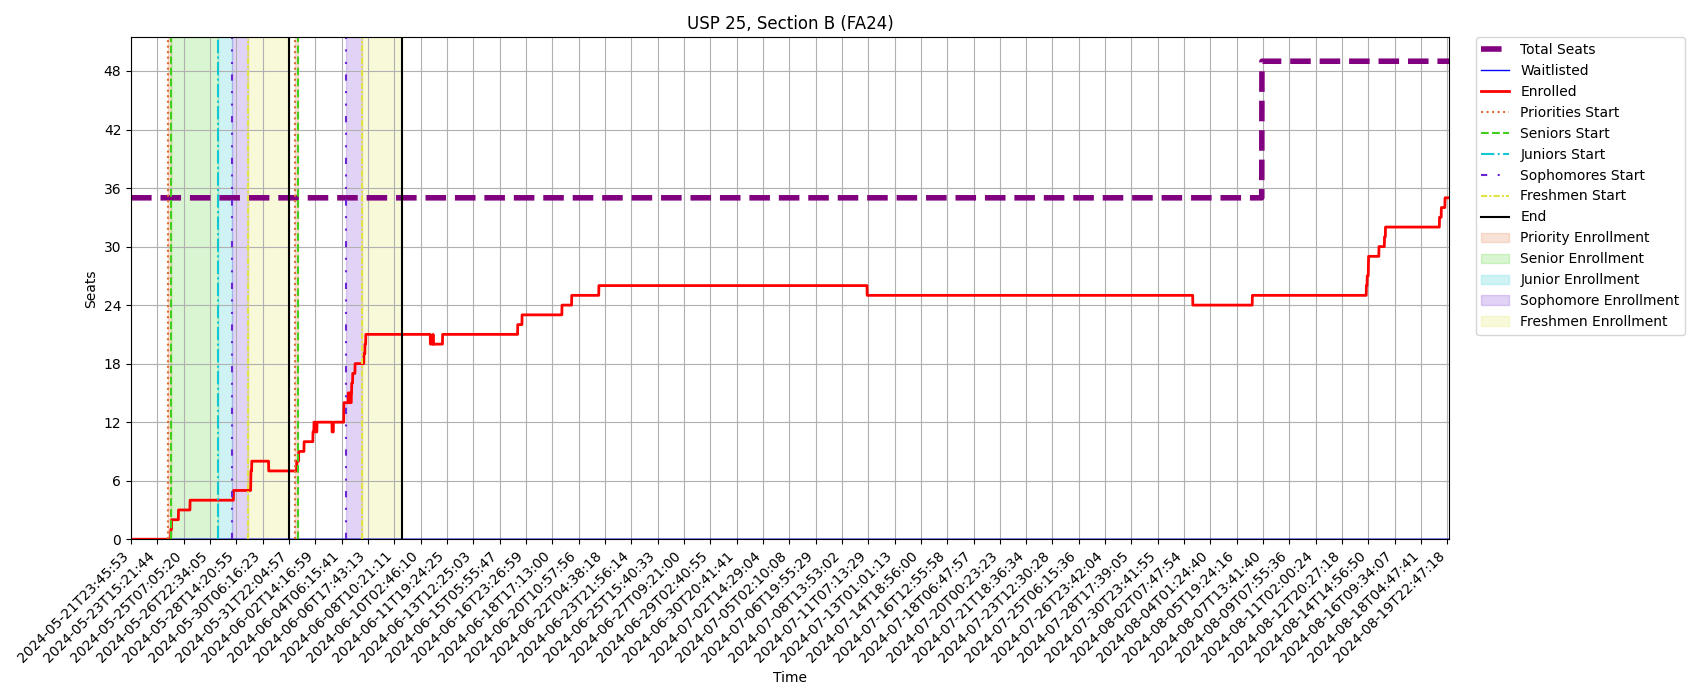 USP 25, Section B (FA24)
Seats
48
42
36
30
24
18
12
6
0
2024-05-21T23:45:53
2024-05-23T15:21:44
2024-05-25T07:05:20
2024-05-26T22:34:05
2024-05-28T14:20:55
2024-05-30T06:16:23
2024-05-31T22:04:57
2024-06-02T14:16:59
2024-06-04T06:15:41
2024-06-06T17:43:13
2024-06-08T10:21:11
2024-06-10T02:46:10
2024-06-11T19:24:25
2024-06-13T12:25:03
2024-06-15T05:55:47
2024-06-16T23:26:59
2024-06-18T17:13:00
2024-06-20T10:57:56
2024-06-22T04:38:18
2024-06-23T21:56:14
2024-06-25T15:40:33
2024-06-27T09:21:00
2024-06-29T02:40:55
2024-06-30T20:41:41
2024-07-02T14:29:04
2024-07-05T02:10:08
2024-07-06T19:55:29
2024-07-08T13:53:02
2024-07-11T07:13:29
2024-07-13T01:01:13
2024-07-14T18:56:00
2024-07-16T12:55:58
2024-07-18T06:47:57
2024-07-20T00:23:23
2024-07-21T18:36:34
2024-07-23T12:30:28
2024-07-25T06:15:36
2024-07-26T23:42:04
2024-07-28T17:39:05
2024-07-30T23:41:55
2024-08-02T07:47:54
2024-08-04T01:24:40
2024-08-05T19:24:16
2024-08-07T13:41:40
2024-08-09T07:55:36
2024-08-11T02:00:24
2024-08-12T20:27:18
2024-08-14T14:56:50
2024-08-16T09:34:07
2024-08-18T04:47:41
2024-08-19T22:47:18
Time
Total Seats
Waitlisted
Enrolled
Priorities Start
Seniors Start
Juniors Start
Sophomores Start
Freshmen Start
End
Priority Enrollment
Senior Enrollment
Junior Enrollment
Sophomore Enrollment
Freshmen Enrollment